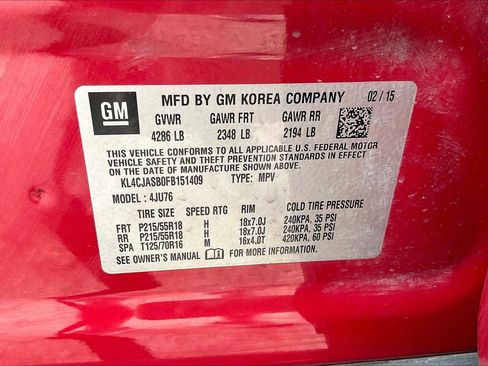 GM
MFD BY GM KOREA COMPANY 02 / 15
GVWR GAWR FRT GAWR RR
4286 LB 2348 LB 2194 LB
THIS VEHICLE CONFORMS TO ALL APPLICABLE U.S. FEDERAL MOTOR
VEHICLE SAFETY AND THEFT PREVENTION STANDARDS IN EFFECT ON
THE DATE OF MANUFACTURE SHOWN ABOVE.
KL4CJASB0FB151409 TYPE: MPV
MODEL: 4JU76
TIRE SIZE SPEED RTG RIM COLD TIRE PRESSURE
FRT P215/55R18 H 18x7.0J 240KPA, 35 PSI
RR P215/55R18 H 18x7.0J 240KPA, 35 PSI
SPA T125/70R16 M 16x4.0T 420KPA, 60 PSI
SEE OWNER'S MANUAL FOR MORE INFORMATION.